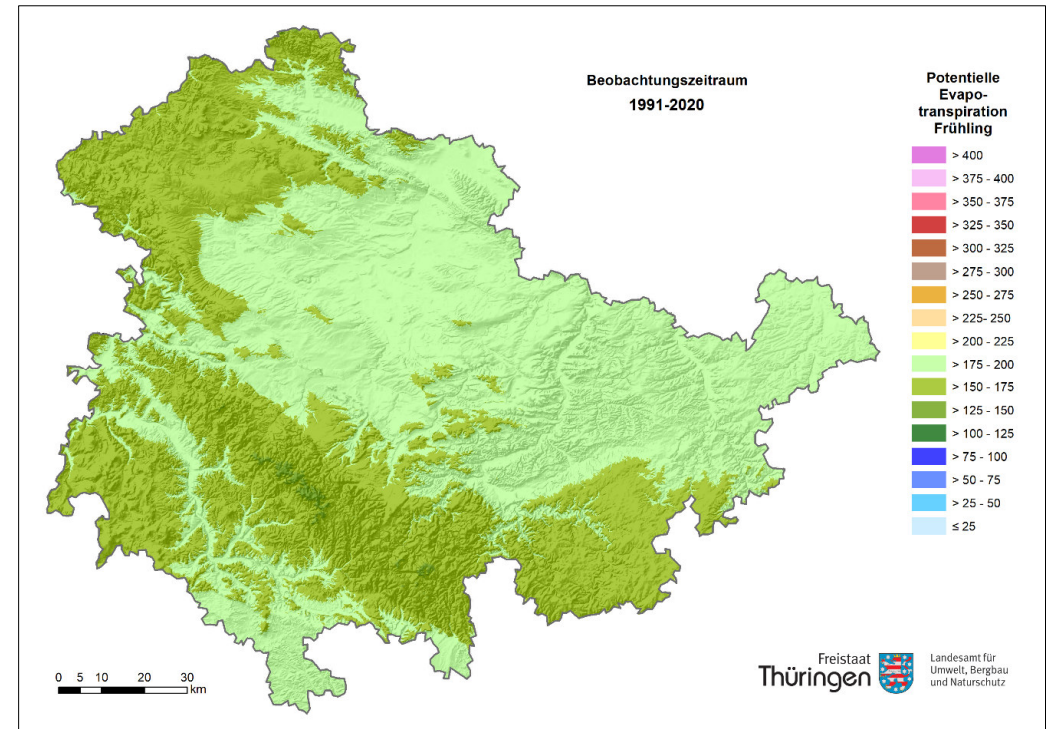 Beobachtungszeitraum
1991-2020
Potentielle
Evapo-
transpiration
Frühling
> 400
> 375 - 400
> 350 - 375
> 325 - 350
> 300 - 325
> 275 - 300
> 250 - 275
> 225- 250
> 200 - 225
> 175 - 200
> 150 - 175
> 125 - 150
> 100 - 125
> 75 - 100
> 50 - 75
> 25 - 50
≤ 25
0 5 10 20 30
km
Freistaat
Thüringen
Landesamt für
Umwelt, Bergbau
und Naturschutz